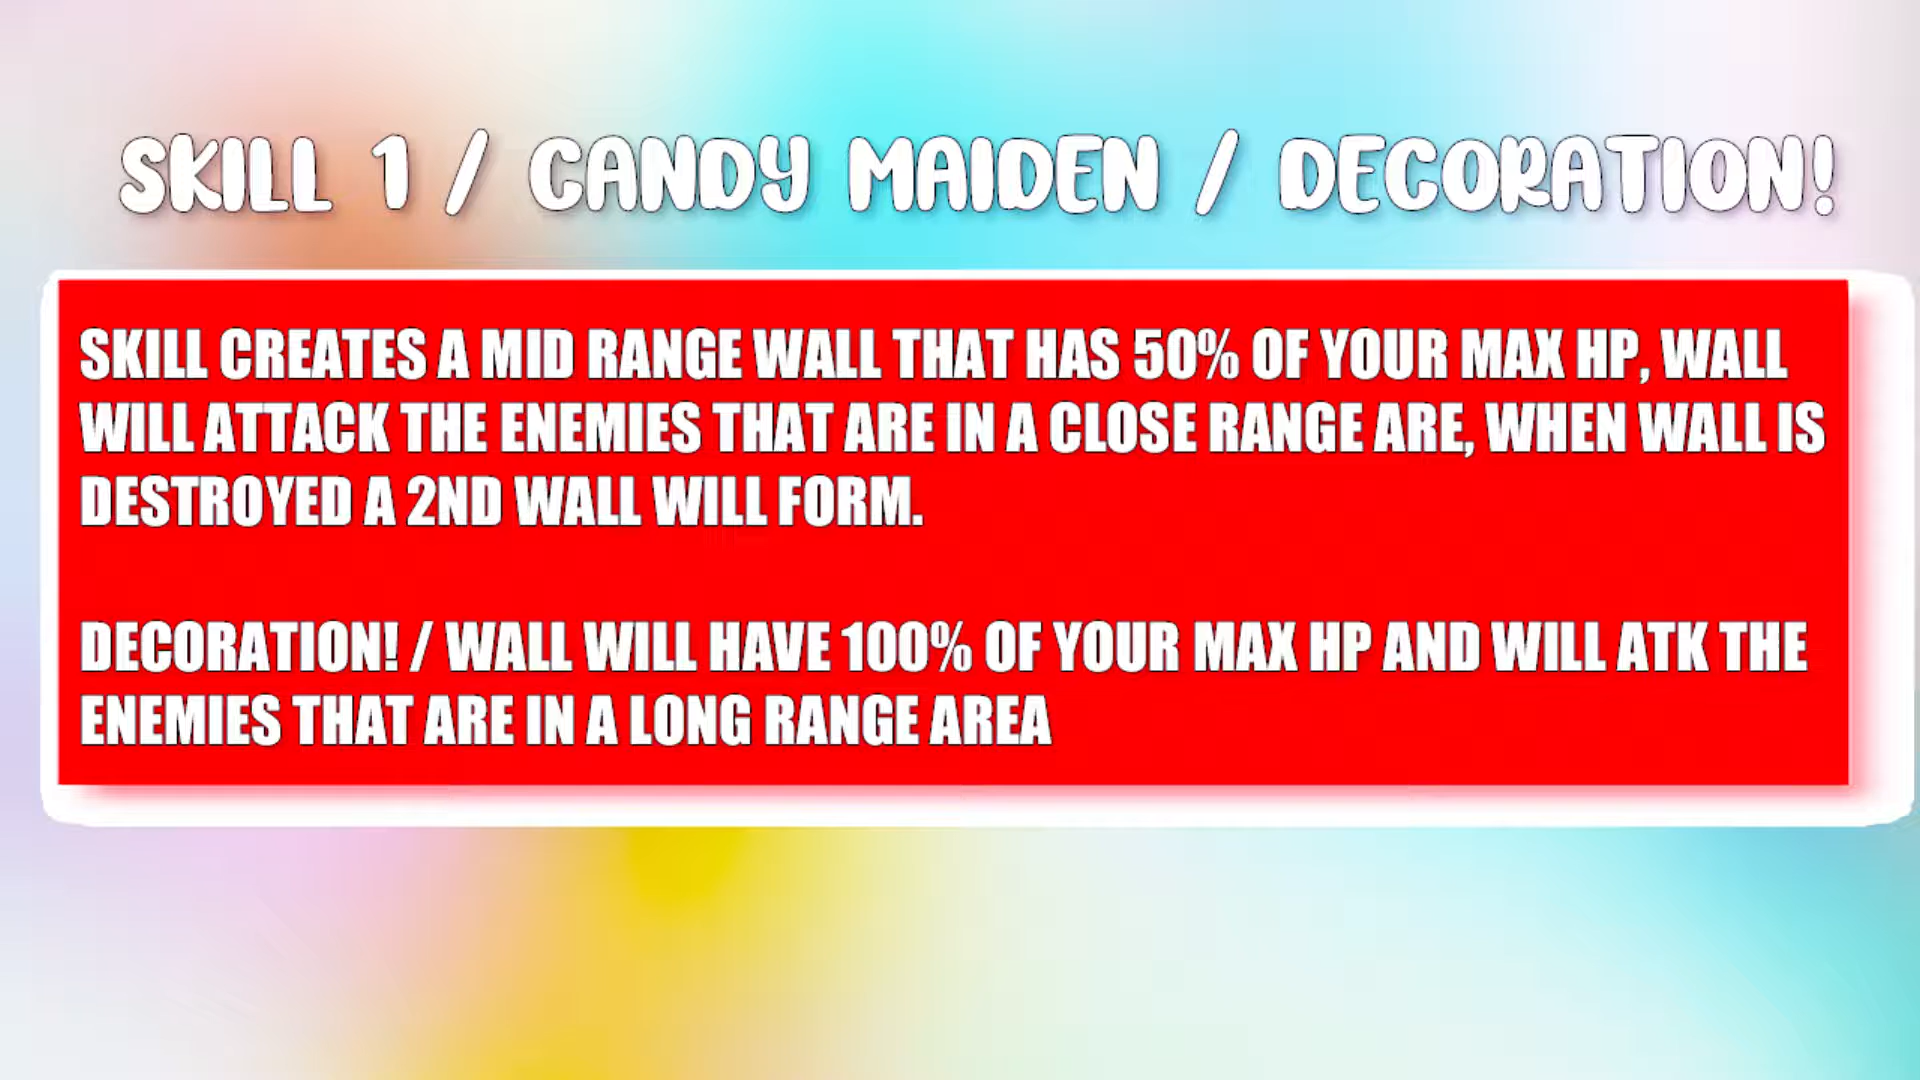 SKILL 1 / CANDY MAIDEN / DECORATION!
SKILL CREATES A MID RANGE WALL THAT HAS 50% OF YOUR MAX HP, WALL
WILL ATTACK THE ENEMIES THAT ARE IN A CLOSE RANGE ARE, WHEN WALL IS
DESTROYED A 2ND WALL WILL FORM.
DECORATION! / WALL WILL HAVE 100% OF YOUR MAX HP AND WILL ATK THE
ENEMIES THAT ARE IN A LONG RANGE AREA